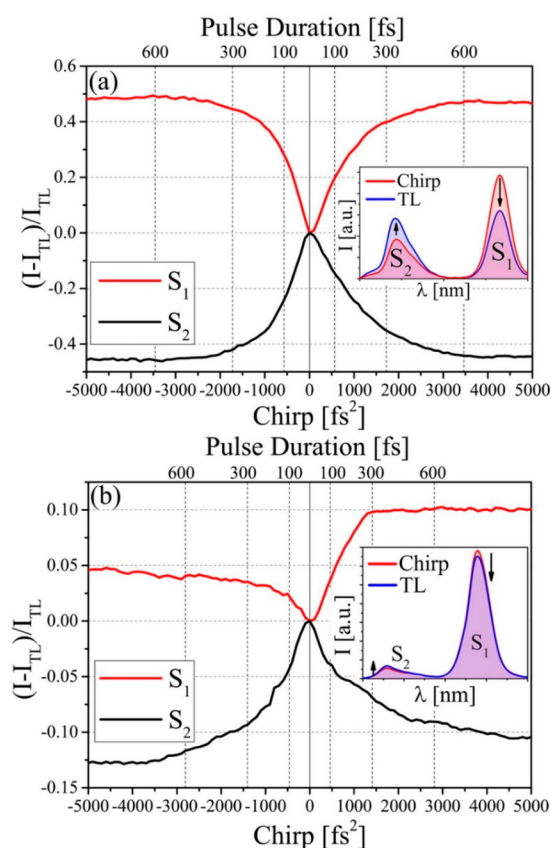 Pulse Duration [fs]
600 300 100 0 100 300 600
(a)
0.6
0.4
0.2
0.0
-0.2
-0.4
(I-I_TL)/I_TL
Chirp
TL
I [a.u.]
S₂
S₁
λ [nm]
S₁
S₂
-5000 -4000 -3000 -2000 -1000 0 1000 2000 3000 4000 5000
Chirp [fs²]
Pulse Duration [fs]
600 300 100 0 100 300 600
(b)
0.10
0.05
0.00
-0.05
-0.10
-0.15
(I-I_TL)/I_TL
Chirp
TL
I [a.u.]
S₂
S₁
λ [nm]
S₁
S₂
-5000 -4000 -3000 -2000 -1000 0 1000 2000 3000 4000 5000
Chirp [fs²]